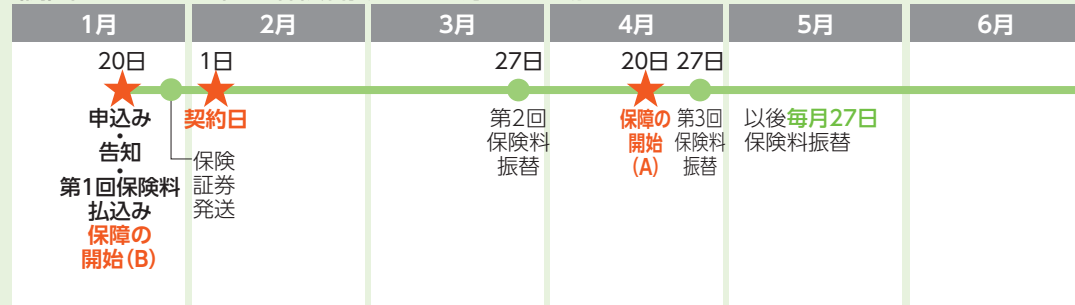 1月
2月
3月
4月
5月
6月
20日
1日
27日
20日
27日
申込み
・
告知
・
第1回保険料
払込み
保障の
開始(B)
保険
証券
発送
契約日
第2回
保険料
振替
保障の
開始
(A)
第3回
保険料
振替
以後毎月27日
保険料振替